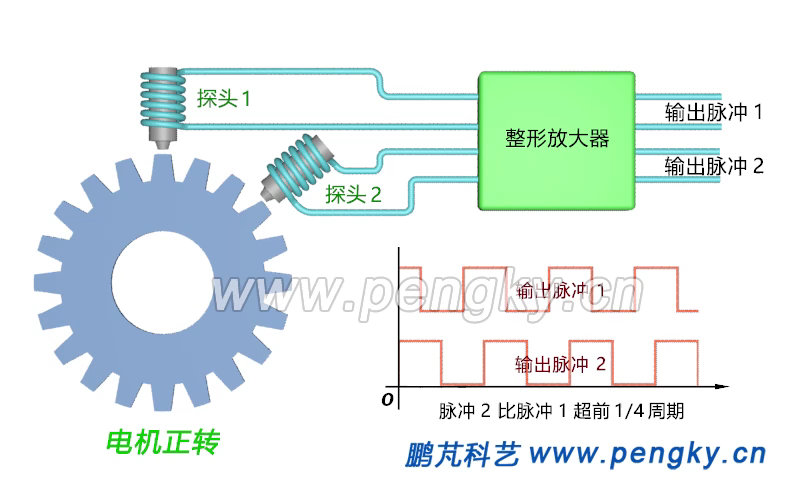 探头 1
输出脉冲 1
整形放大器
输出脉冲 2
探头 2
www.pengky.cn
输出脉冲 1
输出脉冲 2
O
脉冲 2 比脉冲 1 超前 1/4 周期
电机正转
鹏芃科艺 www.pengky.cn